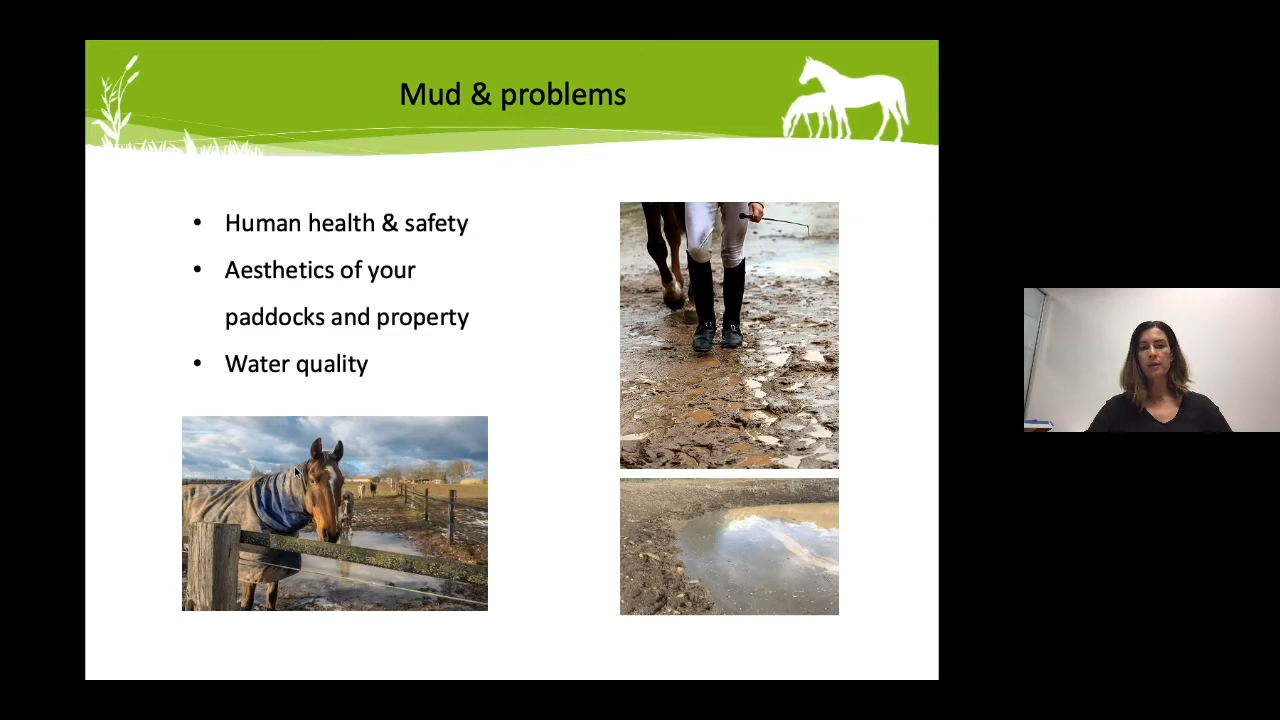 Mud & problems
• Human health & safety
• Aesthetics of your
paddocks and property
• Water quality